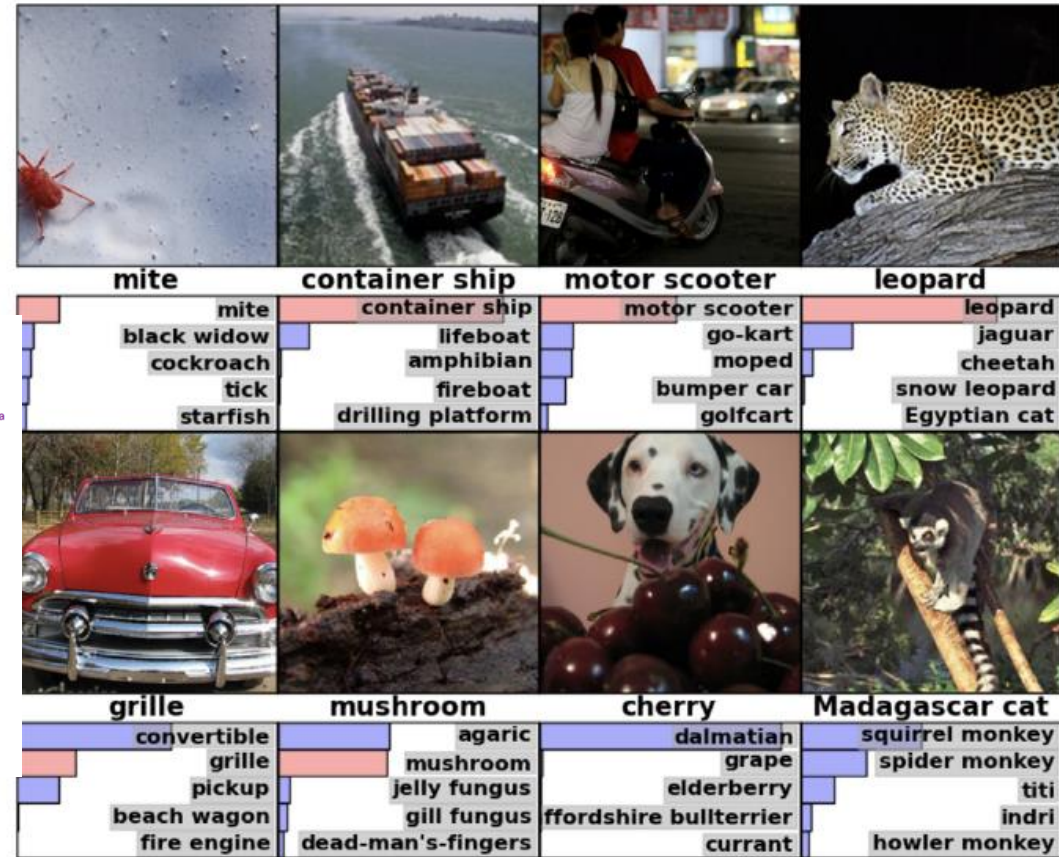 mite
container ship
motor scooter
leopard
mite
black widow
cockroach
tick
starfish
container ship
lifeboat
amphibian
fireboat
drilling platform
motor scooter
go-kart
moped
bumper car
golfcart
leopard
jaguar
cheetah
snow leopard
Egyptian cat
a
grille
mushroom
cherry
Madagascar cat
convertible
grille
pickup
beach wagon
fire engine
agaric
mushroom
jelly fungus
gill fungus
dead-man's-fingers
dalmatian
grape
elderberry
ffordshire bullterrier
currant
squirrel monkey
spider monkey
titi
indri
howler monkey